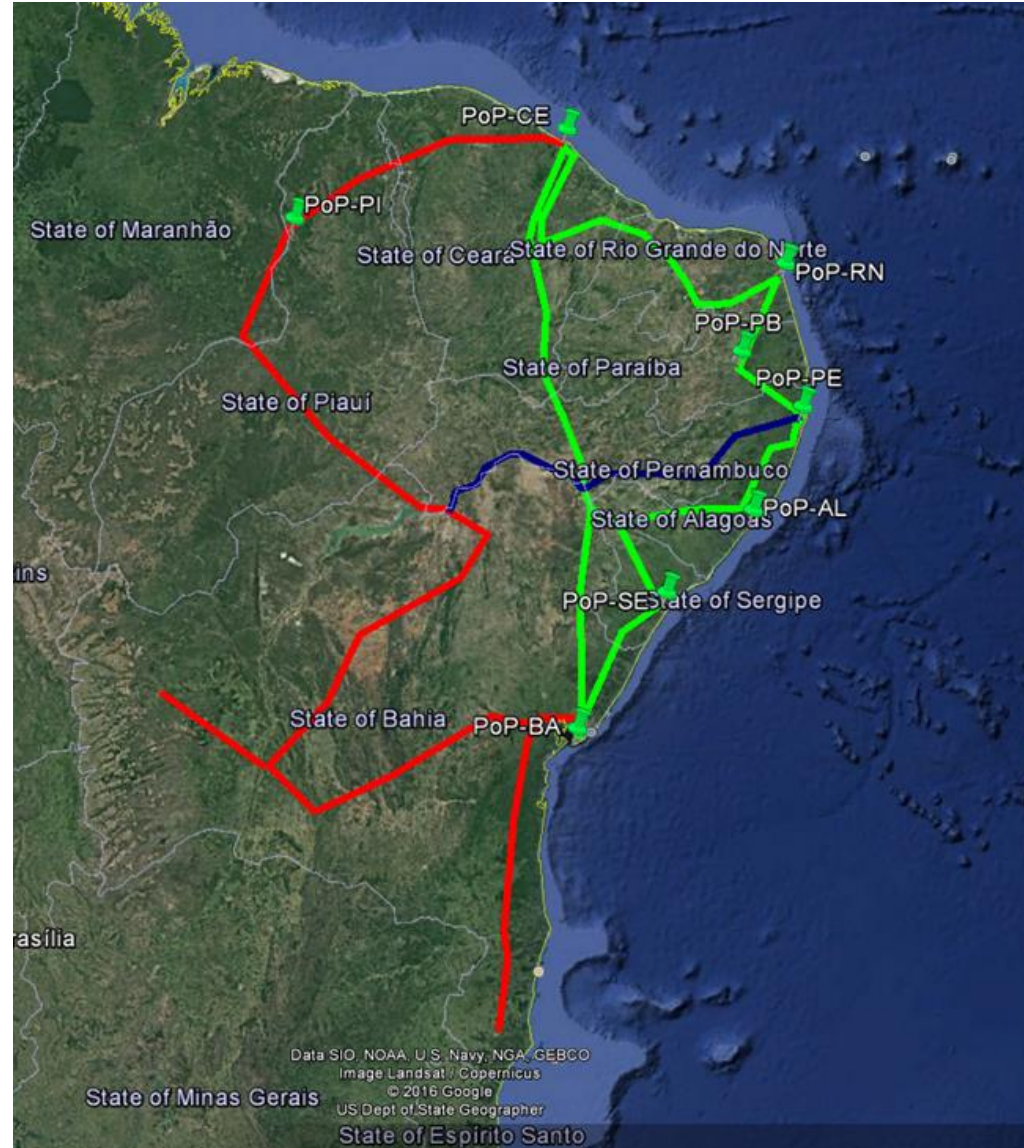 PoP-CE
PoP-PI
State of Maranhão
State of Ceará
State of Rio Grande do Norte
PoP-RN
PoP-PB
State of Paraíba
PoP-PE
State of Piauí
State of Pernambuco
PoP-AL
State of Alagoas
ins
PoP-SE
State of Sergipe
State of Bahia
PoP-BA
rasília
Data SIO, NOAA, U.S. Navy, NGA, GEBCO
Image Landsat / Copernicus
© 2016 Google
US Dept of State Geographer
State of Minas Gerais
State of Espírito Santo